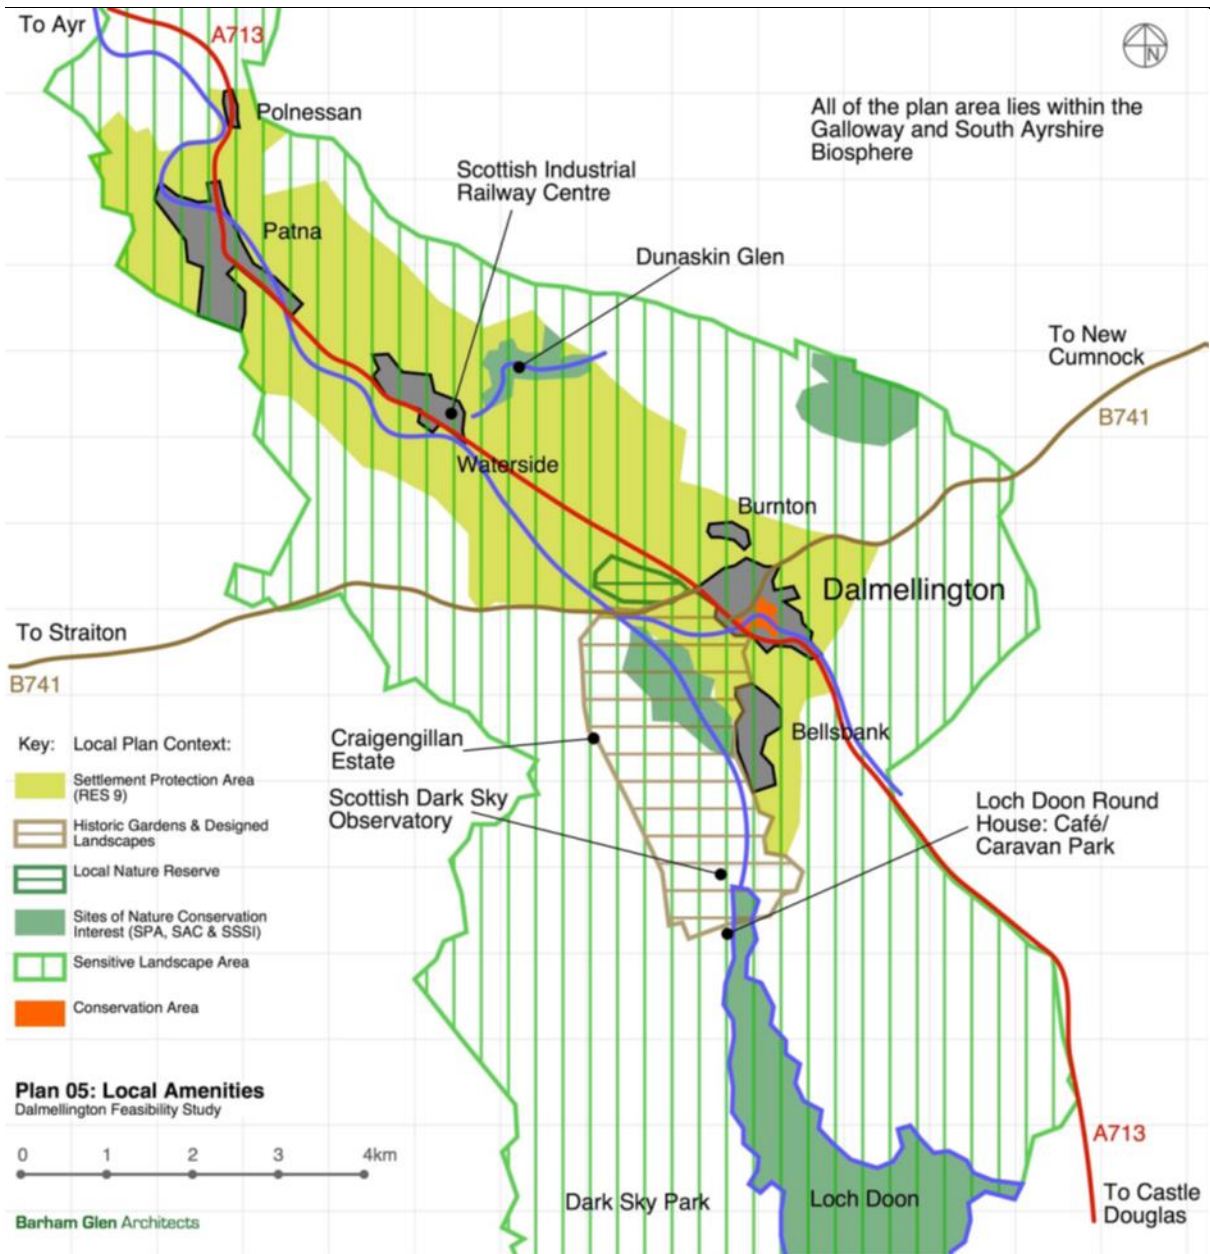 To Ayr
A713
N
Polnessan
All of the plan area lies within the
Galloway and South Ayrshire
Biosphere
Scottish Industrial
Railway Centre
Patna
Dunaskin Glen
To New
Cumnock
B741
Waterside
Burnton
Dalmellington
To Straiton
B741
Bellsbank
Craigengillan
Estate
Scottish Dark Sky
Observatory
Loch Doon Round
House: Café/
Caravan Park
Key: Local Plan Context:
Settlement Protection Area
(RES 9)
Historic Gardens & Designed
Landscapes
Local Nature Reserve
Sites of Nature Conservation
Interest (SPA, SAC & SSSI)
Sensitive Landscape Area
Conservation Area
Plan 05: Local Amenities
Dalmellington Feasibility Study
0 1 2 3 4km
Barham Glen Architects
Dark Sky Park
Loch Doon
A713
To Castle
Douglas